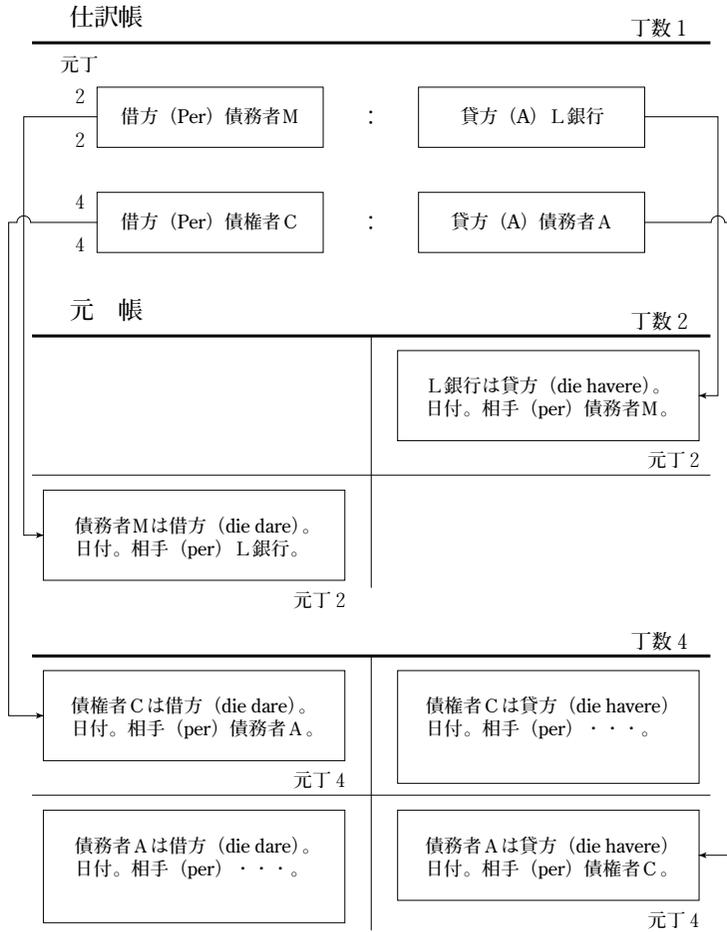 仕訳帳
丁数1
元丁
2
2
借方（Per）債務者M
：
貸方（A）L銀行
4
4
借方（Per）債権者C
：
貸方（A）債務者A
元　帳
丁数2
L銀行は貸方（die havere）。
日付。相手（per）債務者M。
元丁2
債務者Mは借方（die dare）。
日付。相手（per）L銀行。
元丁2
丁数4
債権者Cは借方（die dare）。
日付。相手（per）債務者A。
元丁4
債権者Cは貸方（die havere）
日付。相手（per）・・・。
債務者Aは借方（die dare）。
日付。相手（per）・・・。
債務者Aは貸方（die havere）
日付。相手（per）債権者C。
元丁4